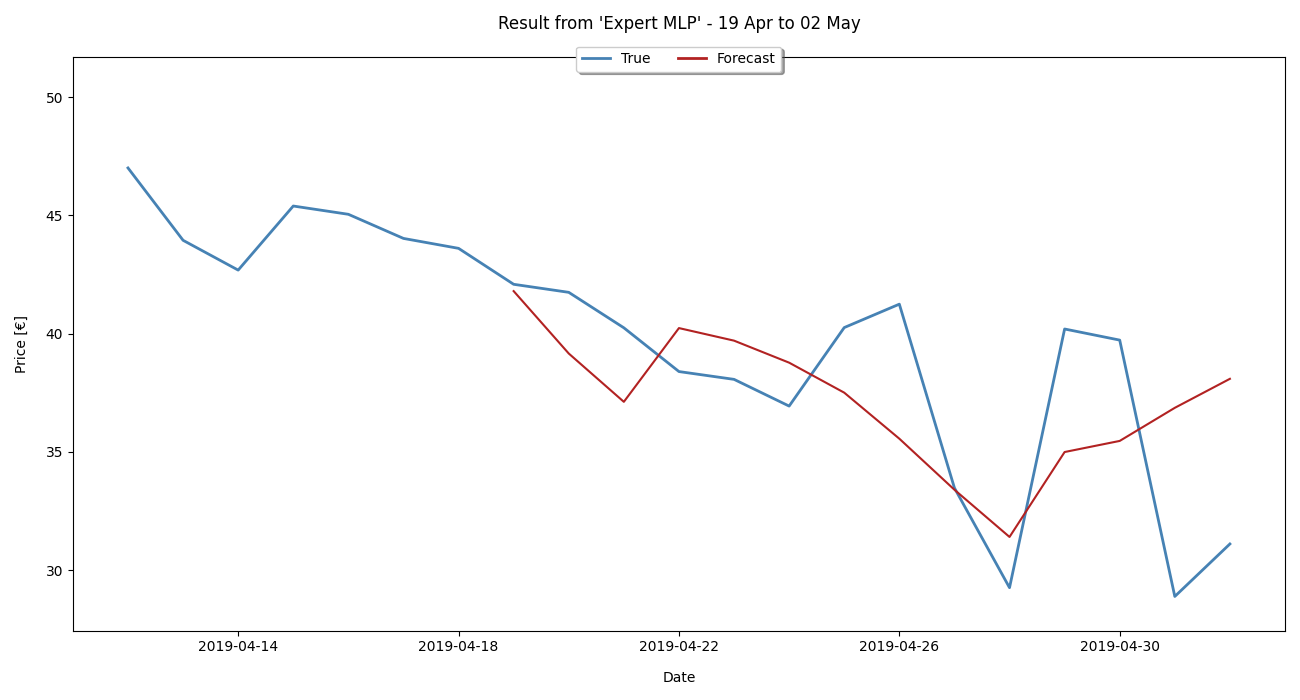 Result from 'Expert MLP' - 19 Apr to 02 May
True Forecast
50
45
40
35
30
Price [€]
2019-04-14 2019-04-18 2019-04-22 2019-04-26 2019-04-30
Date